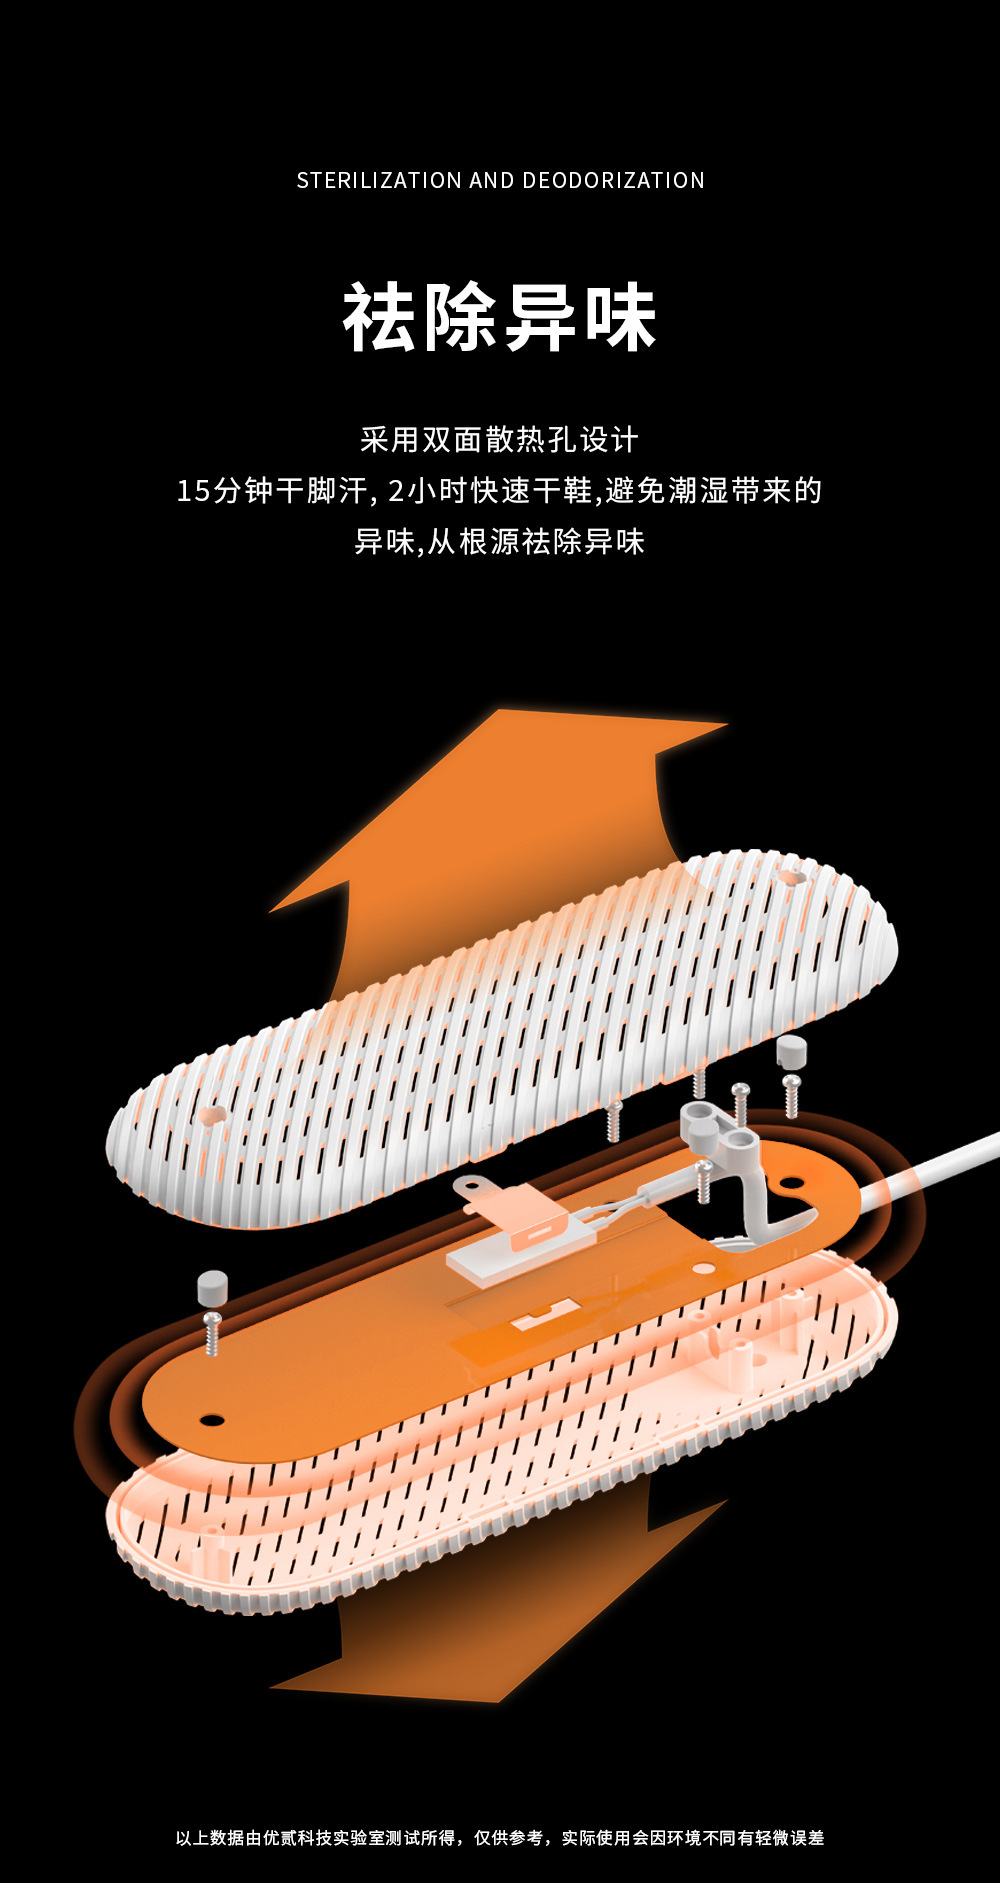 STERILIZATION AND DEODORIZATION
祛除异味
采用双面散热孔设计
15分钟干脚汗, 2小时快速干鞋,避免潮湿带来的
异味,从根源祛除异味
以上数据由优贰科技实验室测试所得，仅供参考，实际使用会因环境不同有轻微误差